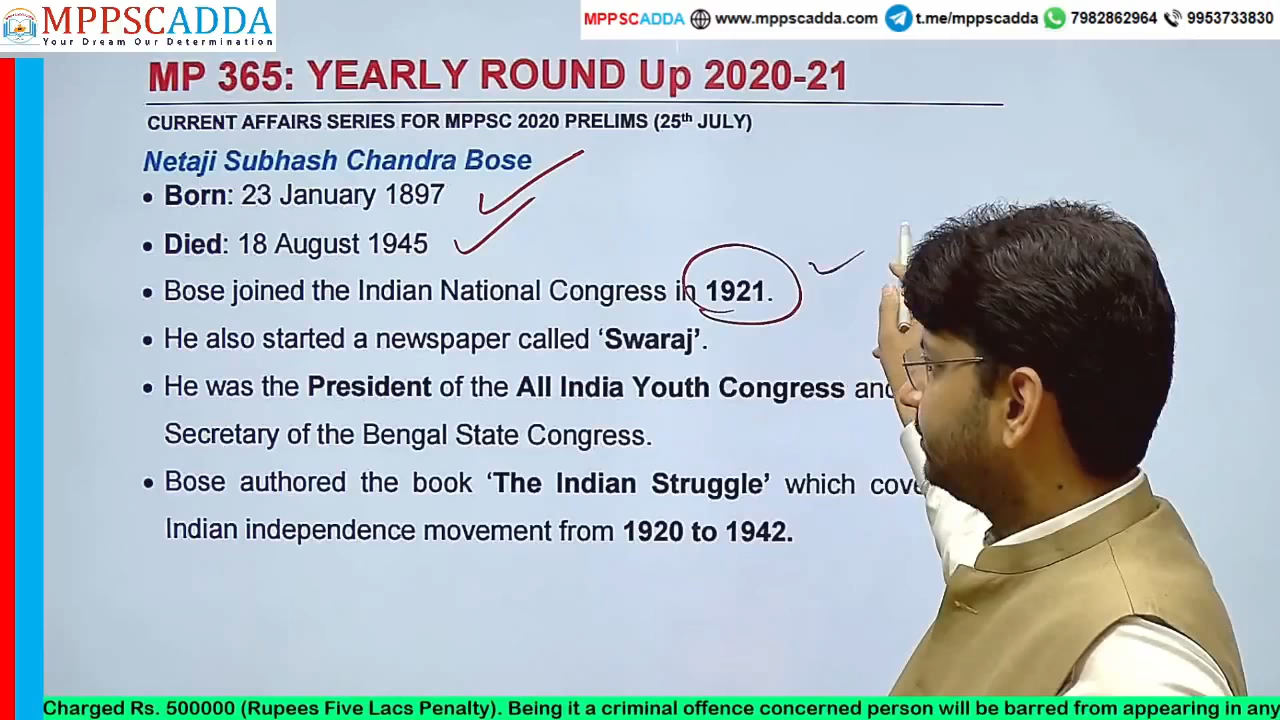 MPPSCADDA
Your Dream Our Determination
MPPSCADDA www.mppscadda.com t.me/mppscadda 7982862964 9953733830
MP 365: YEARLY ROUND Up 2020-21
CURRENT AFFAIRS SERIES FOR MPPSC 2020 PRELIMS (25th JULY)
Netaji Subhash Chandra Bose
• Born: 23 January 1897
• Died: 18 August 1945
• Bose joined the Indian National Congress in 1921.
• He also started a newspaper called ‘Swaraj’.
• He was the President of the All India Youth Congress and
Secretary of the Bengal State Congress.
• Bose authored the book ‘The Indian Struggle’ which
Indian independence movement from 1920 to 1942.
Charged Rs. 500000 (Rupees Five Lacs Penalty). Being it a criminal offence concerned person will be barred from appearing in any